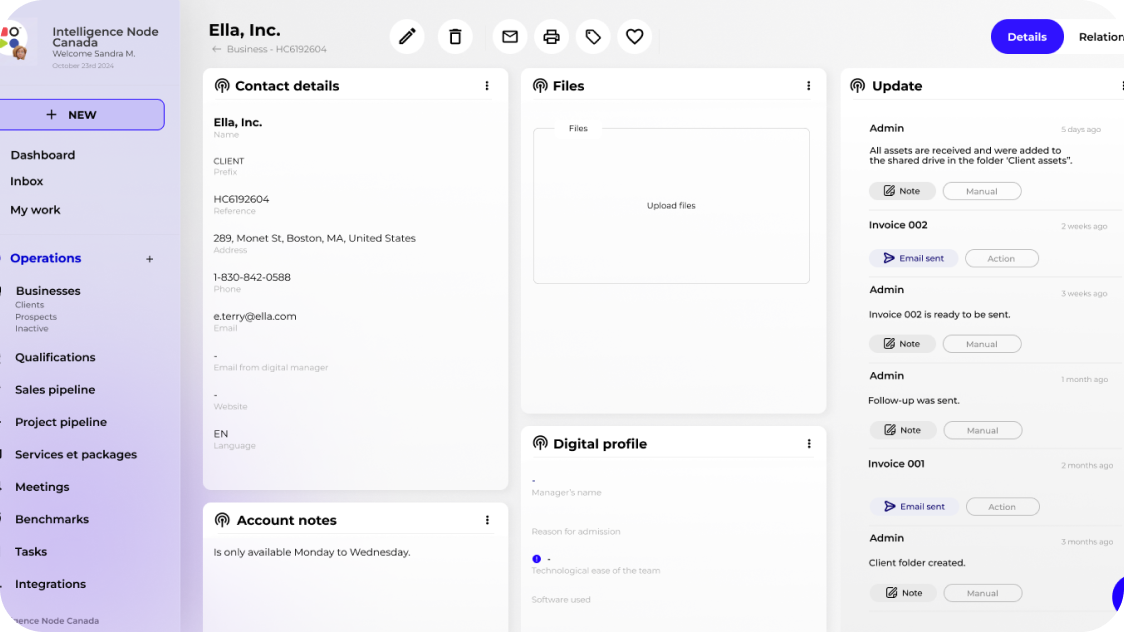 Intelligence Node
Canada
Welcome Sandra M.
October 23rd 2024
+ NEW
Dashboard
Inbox
My work
Operations +
Businesses
Clients
Prospects
Inactive
Qualifications
Sales pipeline
Project pipeline
Services et packages
Meetings
Benchmarks
Tasks
Integrations
Node Canada
Ella, Inc.
Business - HC6192604
Details
Contact details
Ella, Inc.
Name
CLIENT
Prefix
HC6192604
Reference
289, Monet St, Boston, MA, United States
Address
1-830-842-0588
Phone
e.terry@ella.com
Email
-
Email from digital manager
-
Website
EN
Language
Account notes
Is only available Monday to Wednesday.
Files
Files
Upload files
Digital profile
-
Manager's name
Reason for admission
-
Technological ease of the team
Software used
Update
Admin 5 days ago
All assets are received and were added to
the shared drive in the folder 'Client assets".
Note Manual
Invoice 002 2 weeks ago
Email sent Action
Admin 3 weeks ago
Invoice 002 is ready to be sent.
Note Manual
Admin 1 month ago
Follow-up was sent.
Note Manual
Invoice 001 2 months ago
Email sent Action
Admin 3 months ago
Client folder created.
Note Manual